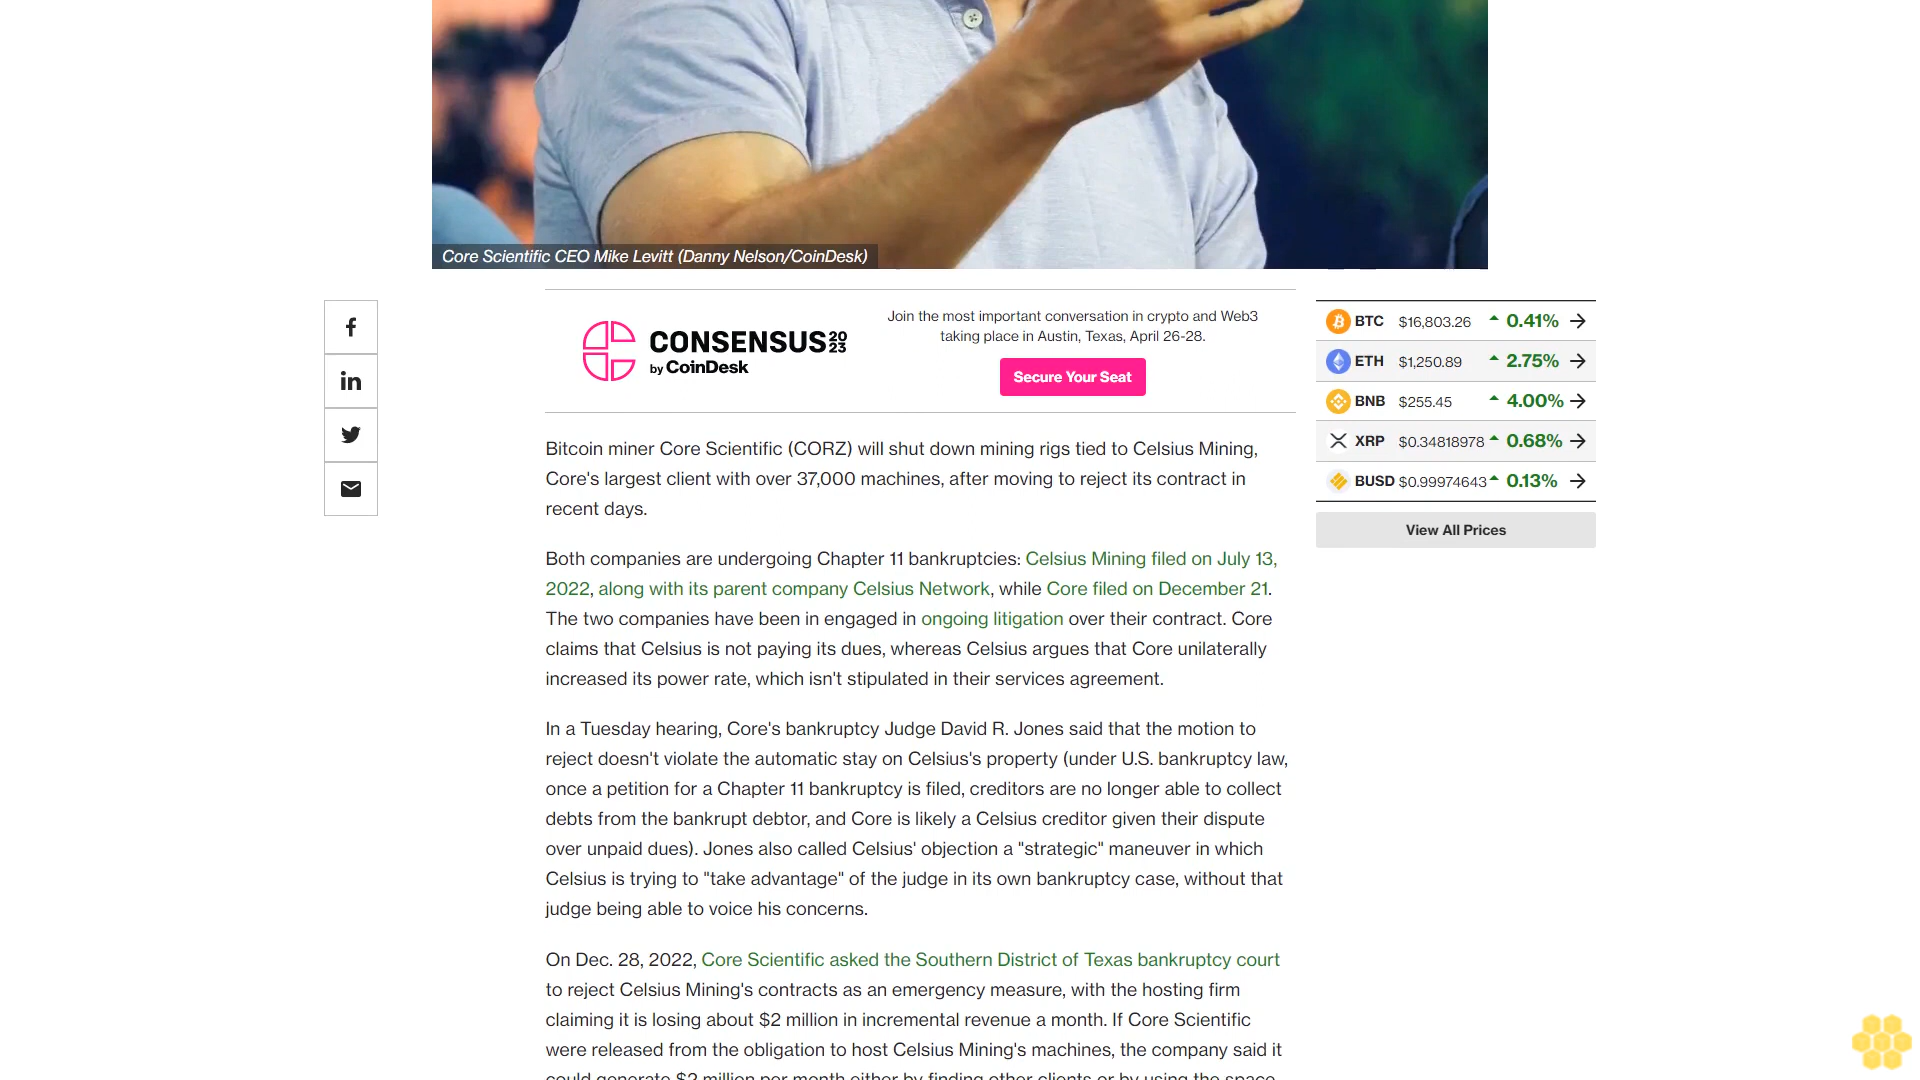 Core Scientific CEO Mike Levitt (Danny Nelson/CoinDesk)
CONSENSUS 2023
by CoinDesk
Join the most important conversation in crypto and Web3
taking place in Austin, Texas, April 26-28.
Secure Your Seat
BTC $16,803.26 0.41%
ETH $1,250.89 2.75%
BNB $255.45 4.00%
XRP $0.34818978 0.68%
BUSD $0.99974643 0.13%
View All Prices
Bitcoin miner Core Scientific (CORZ) will shut down mining rigs tied to Celsius Mining,
Core's largest client with over 37,000 machines, after moving to reject its contract in
recent days.
Both companies are undergoing Chapter 11 bankruptcies: Celsius Mining filed on July 13,
2022, along with its parent company Celsius Network, while Core filed on December 21.
The two companies have been in engaged in ongoing litigation over their contract. Core
claims that Celsius is not paying its dues, whereas Celsius argues that Core unilaterally
increased its power rate, which isn't stipulated in their services agreement.
In a Tuesday hearing, Core's bankruptcy Judge David R. Jones said that the motion to
reject doesn't violate the automatic stay on Celsius's property (under U.S. bankruptcy law,
once a petition for a Chapter 11 bankruptcy is filed, creditors are no longer able to collect
debts from the bankrupt debtor, and Core is likely a Celsius creditor given their dispute
over unpaid dues). Jones also called Celsius' objection a "strategic" maneuver in which
Celsius is trying to "take advantage" of the judge in its own bankruptcy case, without that
judge being able to voice his concerns.
On Dec. 28, 2022, Core Scientific asked the Southern District of Texas bankruptcy court
to reject Celsius Mining's contracts as an emergency measure, with the hosting firm
claiming it is losing about $2 million in incremental revenue a month. If Core Scientific
were released from the obligation to host Celsius Mining's machines, the company said it
could generate $2 million per month either by finding other clients or by using the space